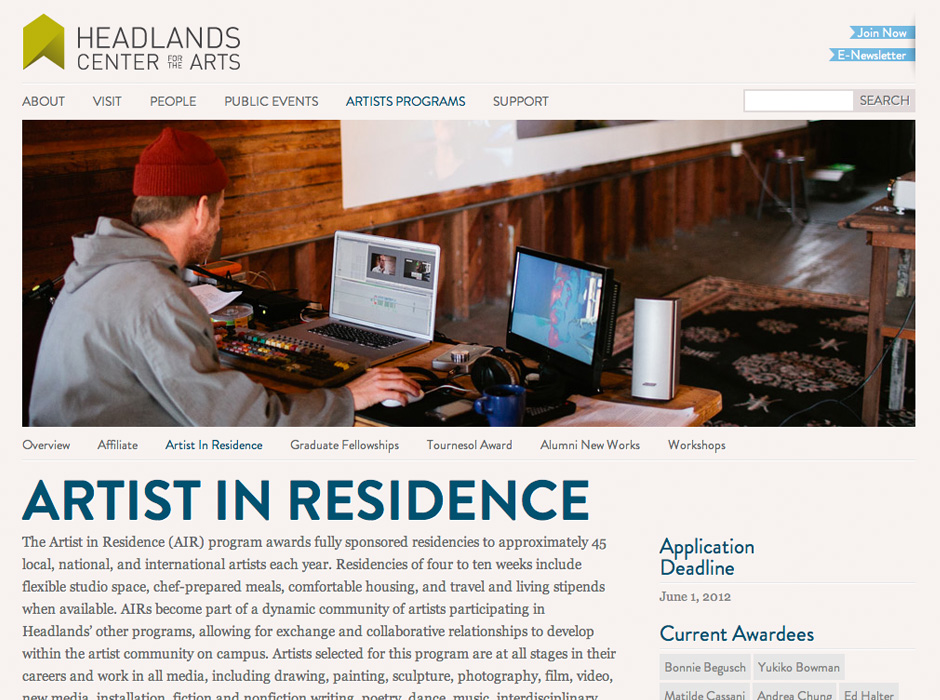 HEADLANDS
CENTER FOR THE ARTS
Join Now
E-Newsletter
ABOUT VISIT PEOPLE PUBLIC EVENTS ARTISTS PROGRAMS SUPPORT SEARCH
Overview Affiliate Artist In Residence Graduate Fellowships Tournesol Award Alumni New Works Workshops
ARTIST IN RESIDENCE
The Artist in Residence (AIR) program awards fully sponsored residencies to approximately 45
local, national, and international artists each year. Residencies of four to ten weeks include
flexible studio space, chef-prepared meals, comfortable housing, and travel and living stipends
when available. AIRs become part of a dynamic community of artists participating in
Headlands’ other programs, allowing for exchange and collaborative relationships to develop
within the artist community on campus. Artists selected for this program are at all stages in their
careers and work in all media, including drawing, painting, sculpture, photography, film, video,
new media, installation, fiction and nonfiction writing, poetry, dance, music, interdisciplinary,
Application
Deadline
June 1, 2012
Current Awardees
Bonnie Begusch Yukiko Bowman
Matilde Cassani Andrea Chung Ed Halter